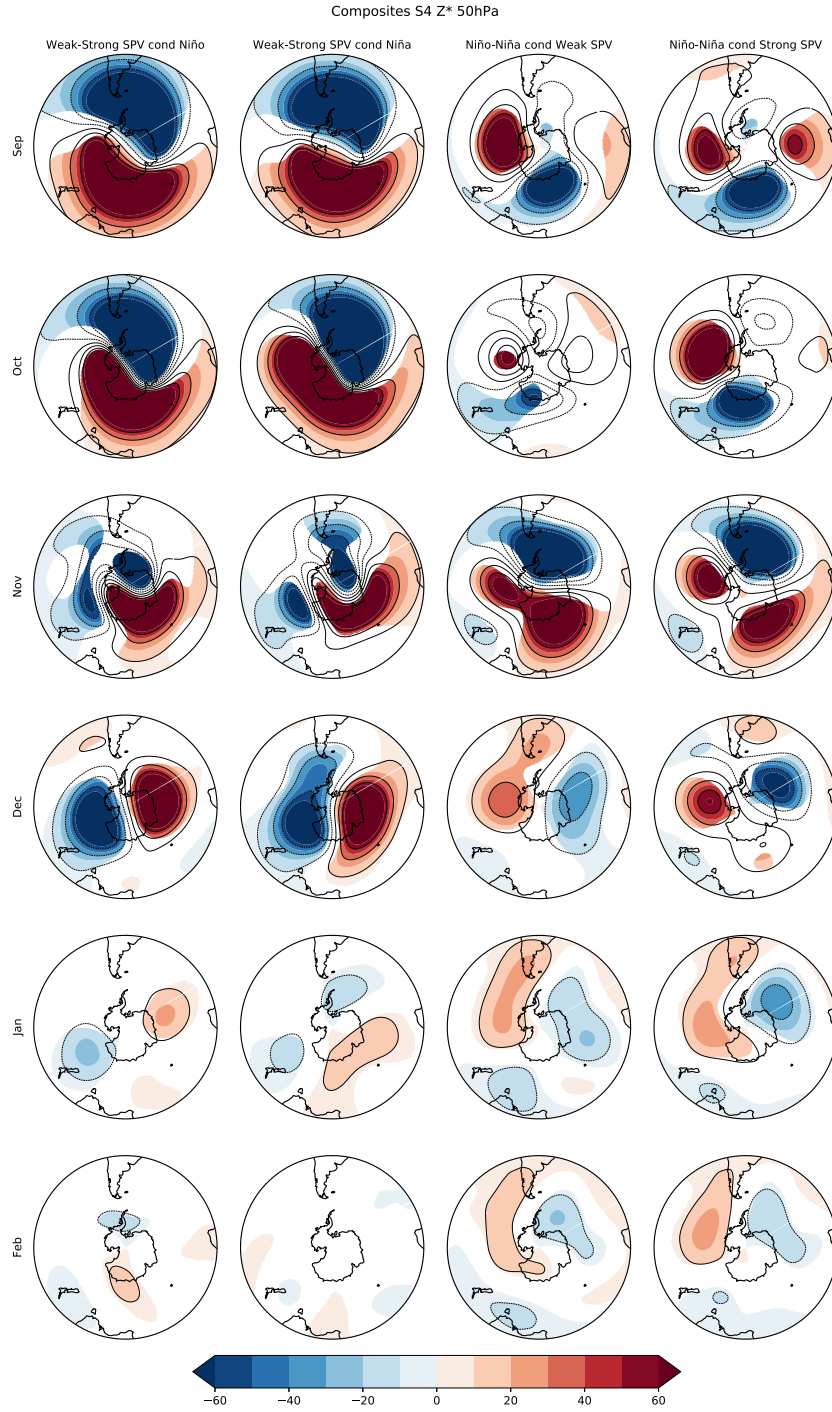 Composites S4 Z* 50hPa
Weak-Strong SPV cond Niño
Weak-Strong SPV cond Niña
Niño-Niña cond Weak SPV
Niño-Niña cond Strong SPV
Sep
Oct
Nov
Dec
Jan
Feb
−60
−40
−20
0
20
40
60